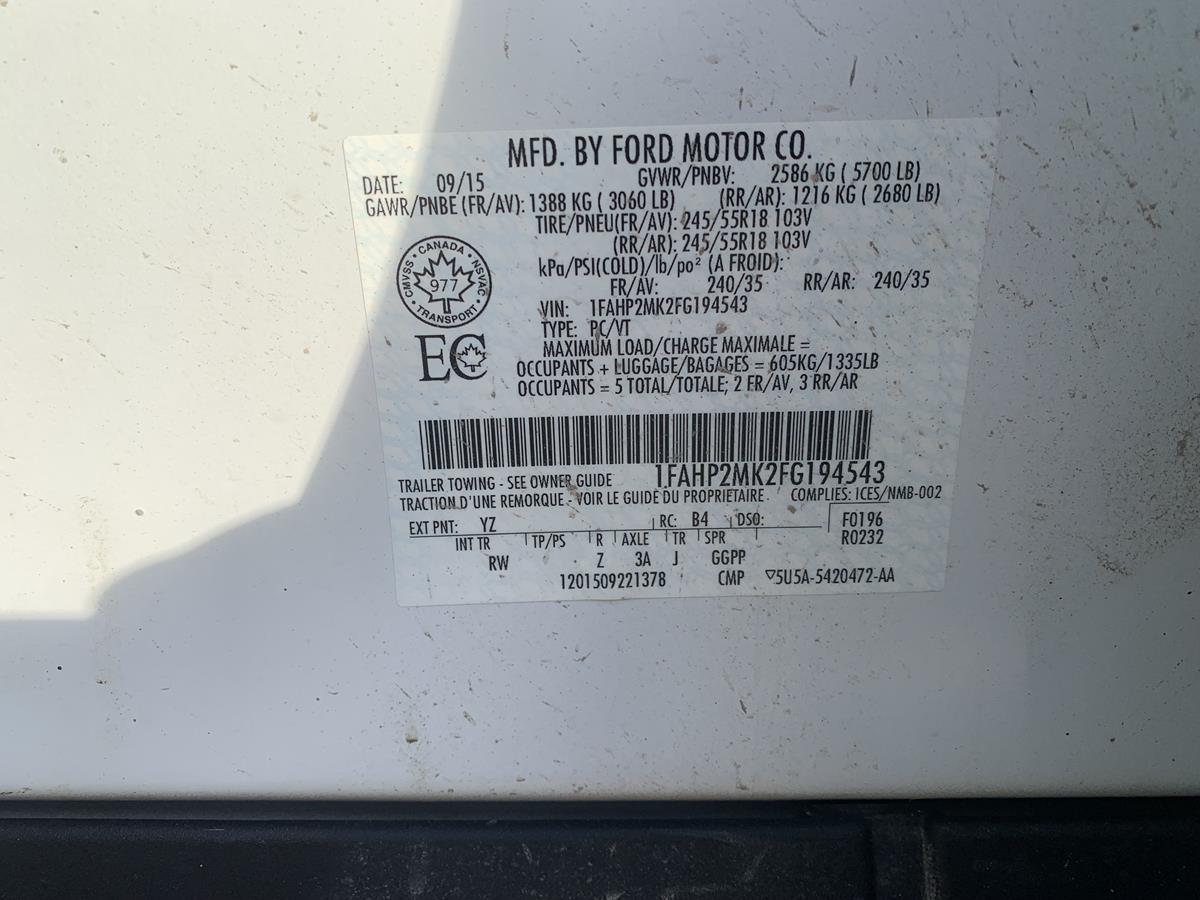 MFD. BY FORD MOTOR CO.
DATE: 09/15 GVWR/PNBV: 2586 KG ( 5700 LB)
GAWR/PNBE (FR/AV): 1388 KG ( 3060 LB) (RR/AR): 1216 KG ( 2680 LB)
TIRE/PNEU(FR/AV): 245/55R18 103V
(RR/AR): 245/55R18 103V
kPa/PSI(COLD)/lb/po² (A FROID):
FR/AV: 240/35 RR/AR: 240/35
CANADA
CMVSS 977 NSVAC
TRANSPORT
VIN: 1FAHP2MK2FG194543
TYPE: PC/VT
EC
MAXIMUM LOAD/CHARGE MAXIMALE =
OCCUPANTS + LUGGAGE/BAGAGES = 605KG/1335LB
OCCUPANTS = 5 TOTAL/TOTALE; 2 FR/AV, 3 RR/AR
1FAHP2MK2FG194543
TRAILER TOWING - SEE OWNER GUIDE
TRACTION D'UNE REMORQUE - VOIR LE GUIDE DU PROPRIETAIRE. COMPLIES: ICES/NMB-002
EXT PNT: YZ RC: B4 DSO: F0196
INT TR TP/PS R AXLE TR SPR R0232
RW Z 3A J GGPP
1201509221378 CMP ▽5U5A-5420472-AA